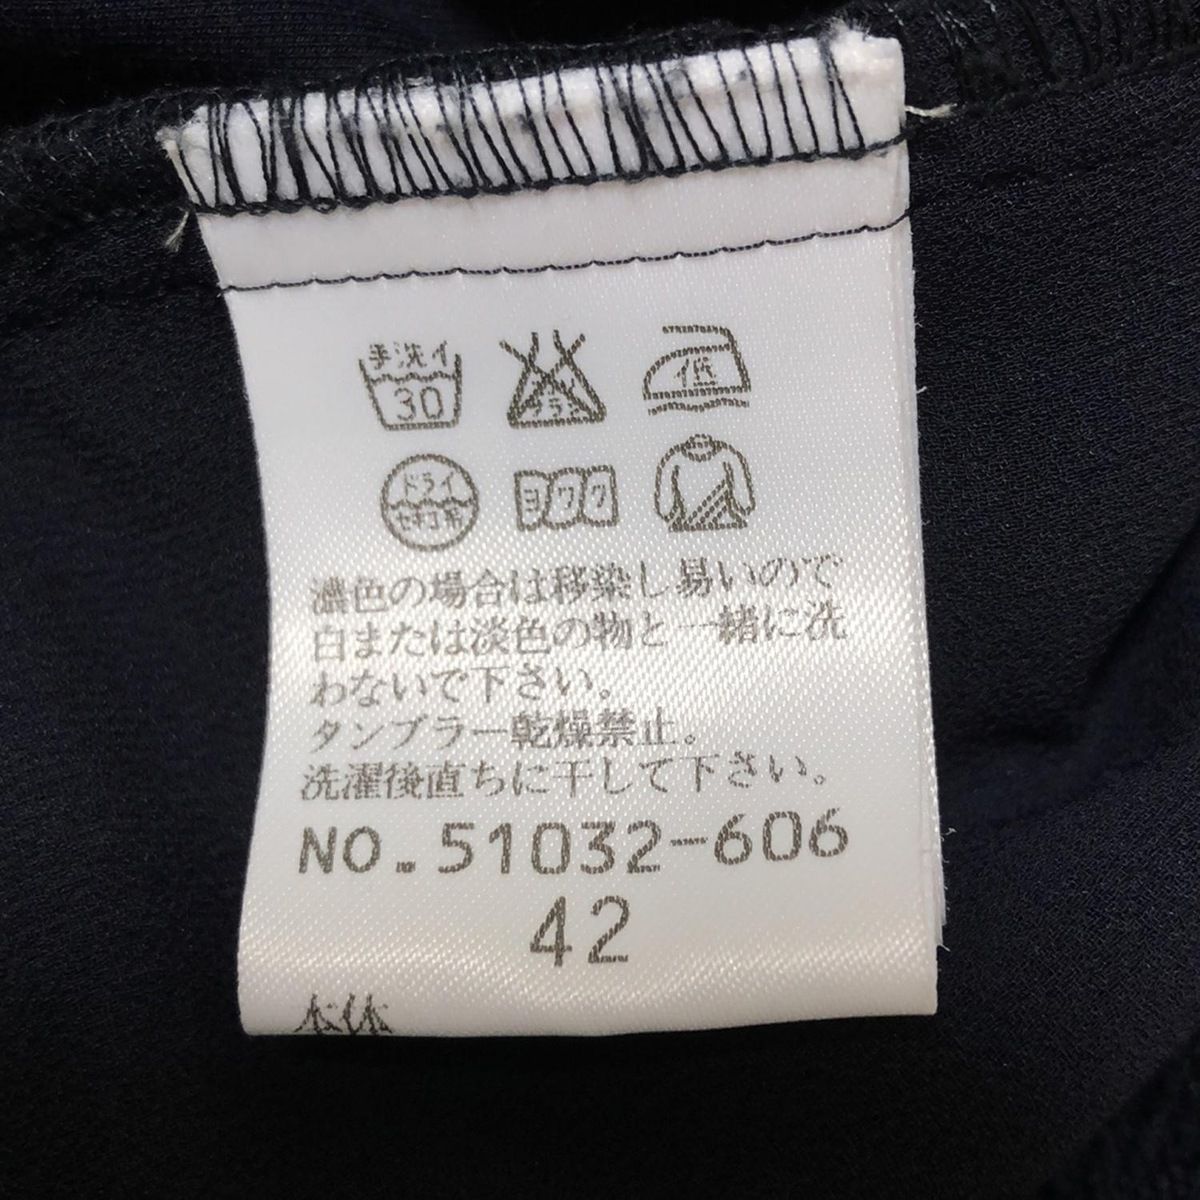 手洗イ
30
低
ドライ
セキユ系
ヨワク
濃色の場合は移染し易いので
白または淡色の物と一緒に洗
わないで下さい。
タンブラー乾燥禁止。
洗濯後直ちに干して下さい。
NO.51032-606
42
本体